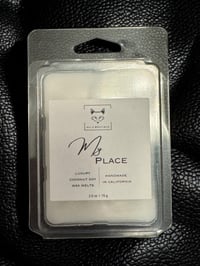 My
PLACE
LUXURY
COCONUT SOY
WAX MELTS
HANDMADE
IN CALIFORNIA